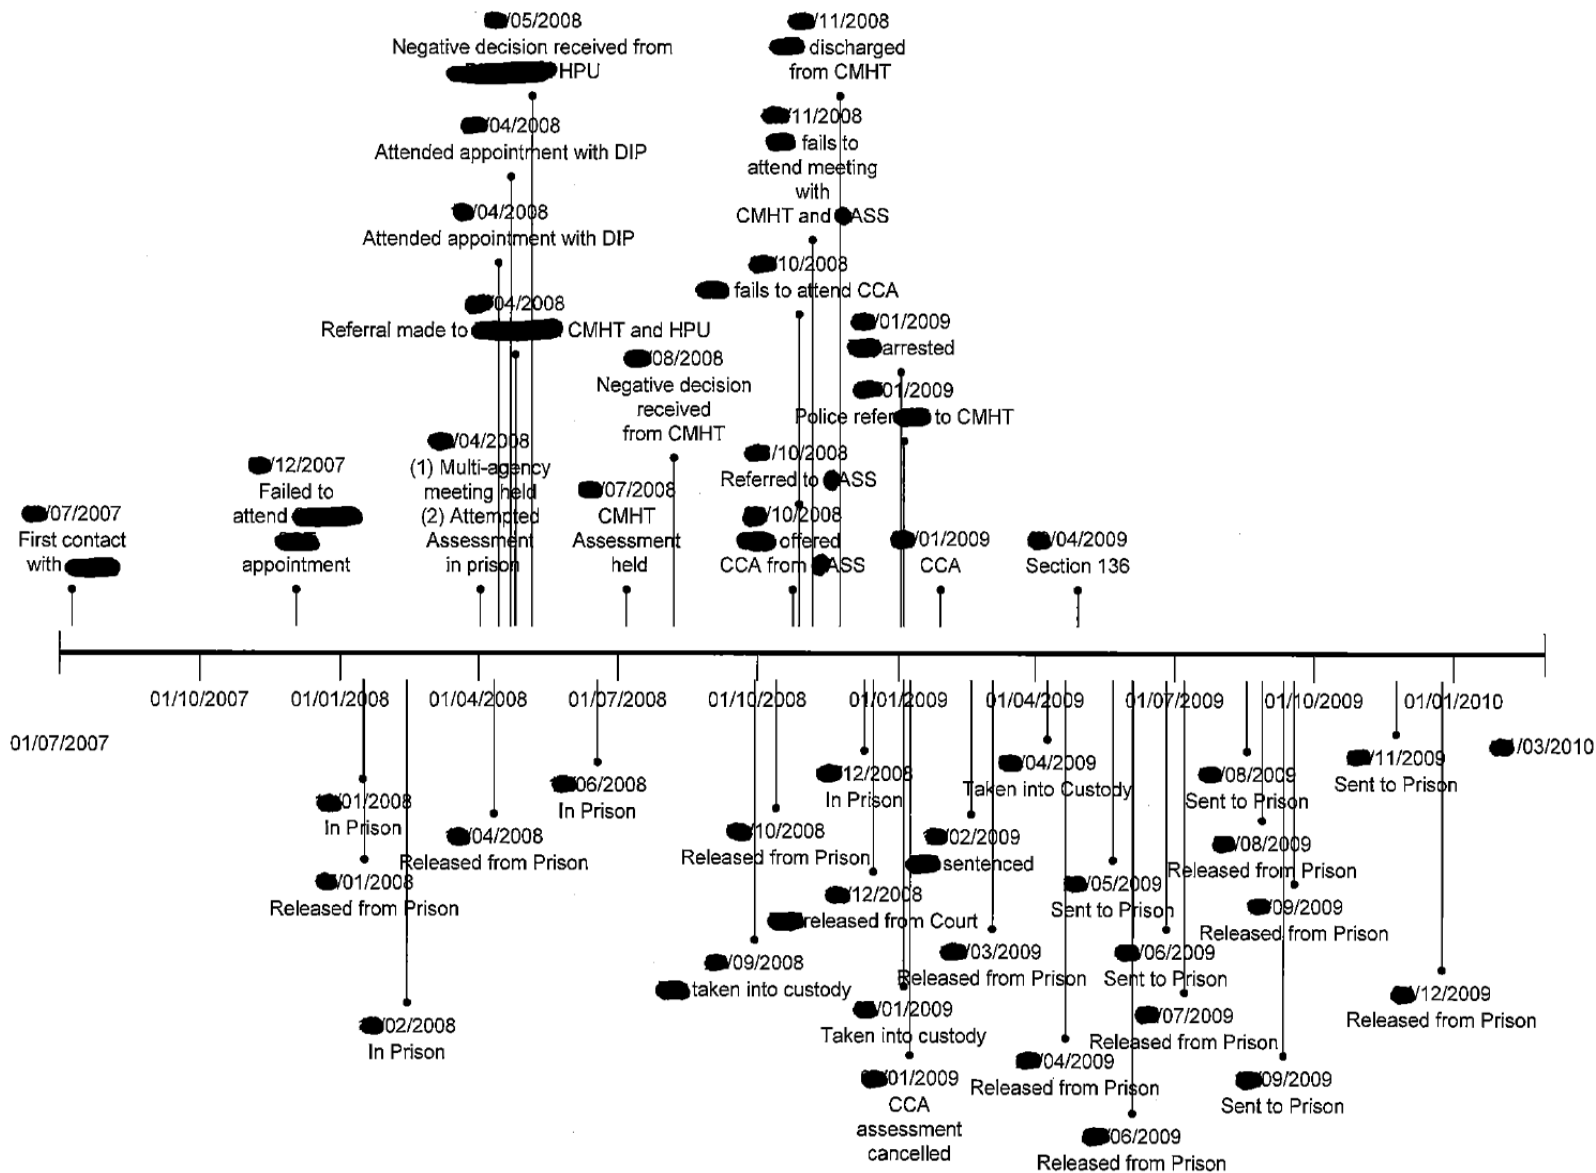 /05/2008
Negative decision received from
HPU
/04/2008
Attended appointment with DIP
/04/2008
Attended appointment with DIP
/04/2008
Referral made to CMHT and HPU
/04/2008
(1) Multi-agency
meeting held
(2) Attempted
Assessment
in prison
/12/2007
Failed to
attend
appointment
/07/2007
First contact
with
/07/2008
CMHT
Assessment
held
/08/2008
Negative decision
received
from CMHT
/11/2008
discharged
from CMHT
/11/2008
fails to
attend meeting
with
CMHT and ASS
/10/2008
fails to attend CCA
/10/2008
Referred to ASS
/10/2008
offered
CCA from ASS
/01/2009
arrested
/01/2009
Police refer to CMHT
/01/2009
CCA
/04/2009
Section 136
01/10/2007
01/01/2008
01/04/2008
01/07/2008
01/10/2008
01/01/2009
01/04/2009
01/07/2009
01/10/2009
01/01/2010
01/07/2007
/03/2010
/01/2008
In Prison
/01/2008
Released from Prison
/02/2008
In Prison
/04/2008
Released from Prison
/06/2008
In Prison
/09/2008
taken into custody
/10/2008
Released from Prison
/12/2008
In Prison
/12/2008
released from Court
/01/2009
Taken into custody
/01/2009
CCA
assessment
cancelled
/02/2009
sentenced
/03/2009
Released from Prison
/04/2009
Taken into Custody
/04/2009
Released from Prison
/05/2009
Sent to Prison
/06/2009
Released from Prison
/06/2009
Sent to Prison
/07/2009
Released from Prison
/08/2009
Sent to Prison
/08/2009
Released from Prison
/09/2009
Sent to Prison
/09/2009
Released from Prison
/11/2009
Sent to Prison
/12/2009
Released from Prison